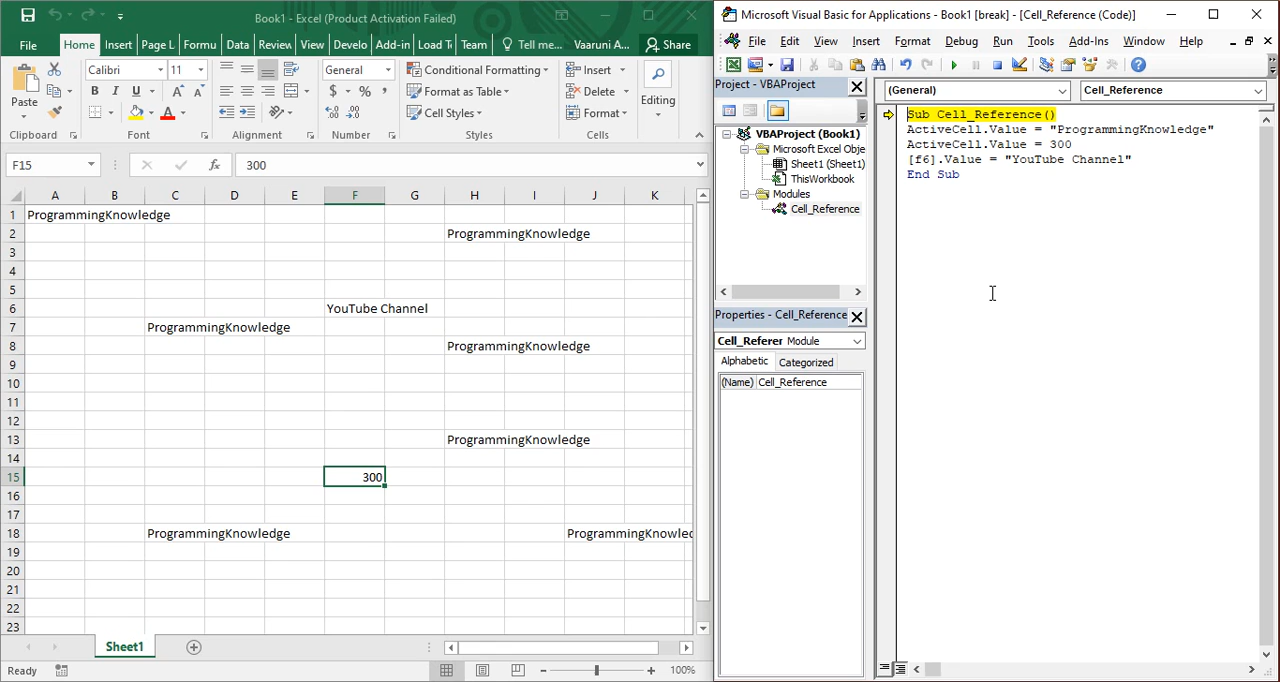 Book1 - Excel (Product Activation Failed)
File Home Insert Page L Formu Data Review View Develo Add-in Load T Team Tell me... Vaaruni A... Share
Paste
Calibri 11
B I U
A A
A
General
$ % ,
Conditional Formatting
Format as Table
Cell Styles
Insert
Delete
Format
Editing
Clipboard Font Alignment Number Styles Cells
F15 fx 300
A B C D E F G H I J K
1 ProgrammingKnowledge
2 ProgrammingKnowledge
3
4
5
6 YouTube Channel
7 ProgrammingKnowledge
8 ProgrammingKnowledge
9
10
11
12
13 ProgrammingKnowledge
14
15 300
16
17
18 ProgrammingKnowledge ProgrammingKnowled
19
20
21
22
23
Sheet1
Ready 100%
Microsoft Visual Basic for Applications - Book1 [break] - [Cell_Reference (Code)]
File Edit View Insert Format Debug Run Tools Add-Ins Window Help
Project - VBAProject
VBAProject (Book1)
Microsoft Excel Obje
Sheet1 (Sheet1)
ThisWorkbook
Modules
Cell_Reference
Properties - Cell_Reference
Cell_Referer Module
Alphabetic Categorized
(Name) Cell_Reference
(General) Cell_Reference
Sub Cell_Reference()
ActiveCell.Value = "ProgrammingKnowledge"
ActiveCell.Value = 300
[f6].Value = "YouTube Channel"
End Sub